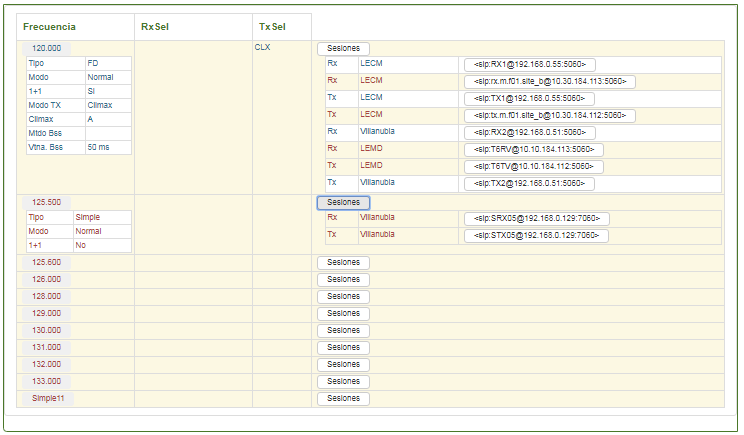 Frecuencia RxSel TxSel
120.000 CLX Sesiones
Tipo FD
Modo Normal
1+1 Si
Modo TX Climax
Climax A
Mtdo Bss
Vtna. Bss 50 ms
Rx LECM <sip:RX1@192.168.0.55:5060>
Rx LECM <sip:rx.m.f01.site_b@10.30.184.113:5060>
Tx LECM <sip:TX1@192.168.0.55:5060>
Tx LECM <sip:tx.m.f01.site_b@10.30.184.112:5060>
Rx Villanubla <sip:RX2@192.168.0.51:5060>
Rx LEMD <sip:T6RV@10.10.184.113:5060>
Tx LEMD <sip:T6TV@10.10.184.112:5060>
Tx Villanubla <sip:TX2@192.168.0.51:5060>
125.500 Sesiones
Tipo Simple
Modo Normal
1+1 No
Rx Villanubla <sip:SRX05@192.168.0.129:7060>
Tx Villanubla <sip:STX05@192.168.0.129:7060>
125.600 Sesiones
126.000 Sesiones
128.000 Sesiones
129.000 Sesiones
130.000 Sesiones
131.000 Sesiones
132.000 Sesiones
133.000 Sesiones
Simple11 Sesiones